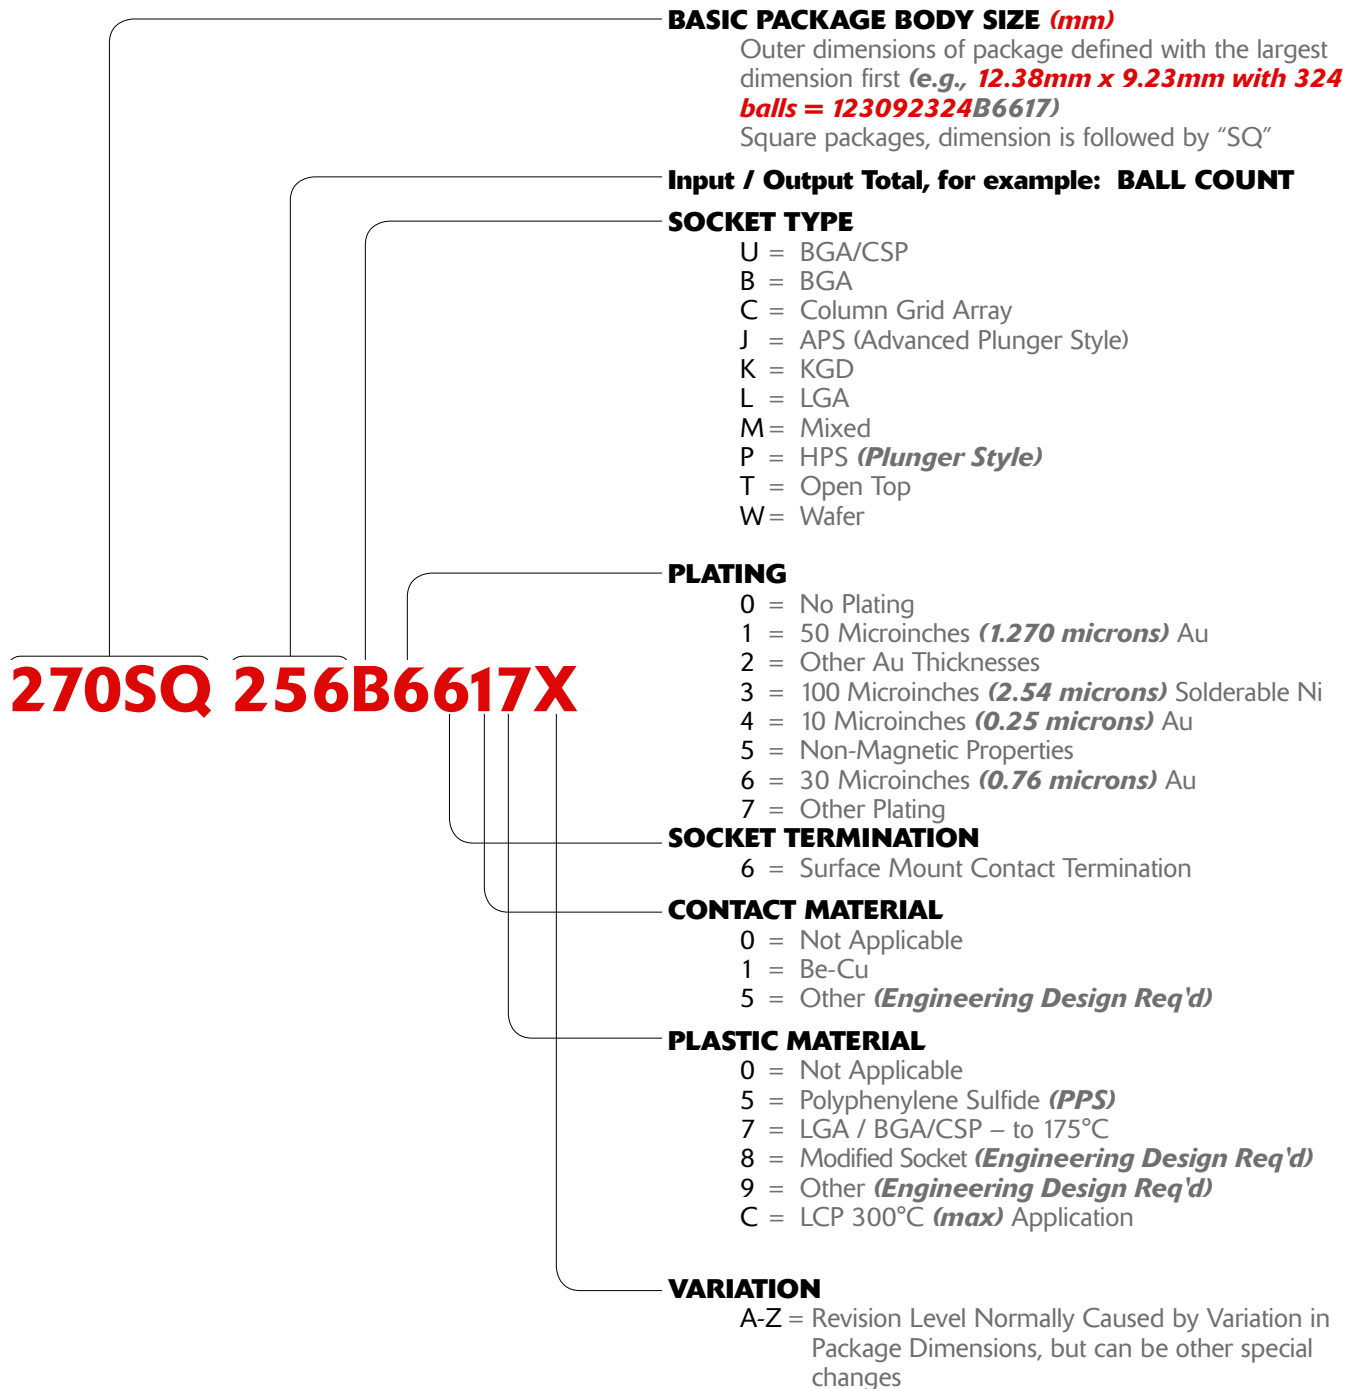 BASIC PACKAGE BODY SIZE (mm)
Outer dimensions of package defined with the largest
dimension first (e.g., 12.38mm x 9.23mm with 324
balls = 123092324B6617)
Square packages, dimension is followed by “SQ”
Input / Output Total, for example: BALL COUNT
SOCKET TYPE
U = BGA/CSP
B = BGA
C = Column Grid Array
J = APS (Advanced Plunger Style)
K = KGD
L = LGA
M = Mixed
P = HPS (Plunger Style)
T = Open Top
W = Wafer
PLATING
0 = No Plating
1 = 50 Microinches (1.270 microns) Au
2 = Other Au Thicknesses
3 = 100 Microinches (2.54 microns) Solderable Ni
4 = 10 Microinches (0.25 microns) Au
5 = Non-Magnetic Properties
6 = 30 Microinches (0.76 microns) Au
7 = Other Plating
270SQ 256B6617X
SOCKET TERMINATION
6 = Surface Mount Contact Termination
CONTACT MATERIAL
0 = Not Applicable
1 = Be-Cu
5 = Other (Engineering Design Req'd)
PLASTIC MATERIAL
0 = Not Applicable
5 = Polyphenylene Sulfide (PPS)
7 = LGA / BGA/CSP – to 175°C
8 = Modified Socket (Engineering Design Req'd)
9 = Other (Engineering Design Req'd)
C = LCP 300°C (max) Application
VARIATION
A-Z = Revision Level Normally Caused by Variation in
Package Dimensions, but can be other special
changes